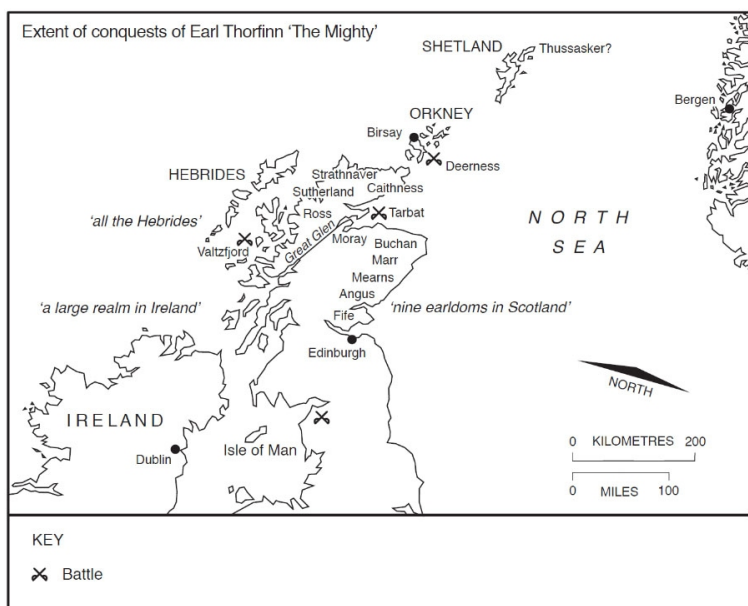 Extent of conquests of Earl Thorfinn 'The Mighty'
SHETLAND
Thussasker?
Bergen
ORKNEY
Birsay
Deerness
HEBRIDES
Strathnaver
Sutherland
Caithness
'all the Hebrides'
Ross
Tarbat
NORTH
SEA
Valtzfjord
Great Glen
Moray
Buchan
Marr
Mearns
Angus
'a large realm in Ireland'
'nine earldoms in Scotland'
Fife
Edinburgh
NORTH
IRELAND
Isle of Man
Dublin
0 KILOMETRES 200
0 MILES 100
KEY
Battle